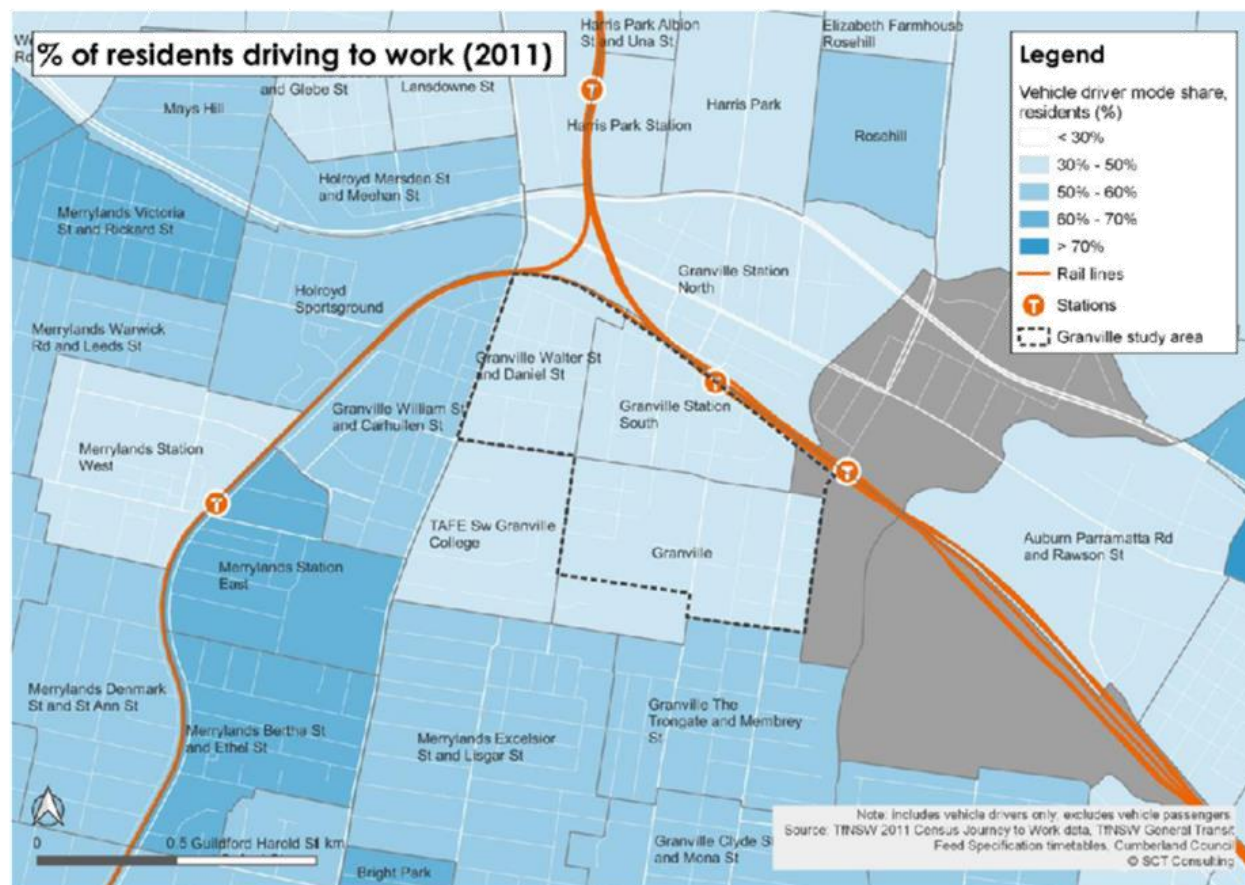 % of residents driving to work (2011)
Harris Park Albion
St and Una St
Elizabeth Farmhouse
Rosehill
and Glebe St
Lansdowne St
Mays Hill
Harris Park
Harris Park Station
Rosehill
Holroyd Marsden St
and Meehan St
Merrylands Victoria
St and Rickard St
Granville Station
North
Holroyd
Sportsground
Merrylands Warwick
Rd and Leeds St
Granville Walter St
and Daniel St
Granville William St
and Carhullen St
Granville Station
South
Merrylands Station
West
TAFE Sw Granville
College
Granville
Auburn Parramatta Rd
and Rawson St
Merrylands Station
East
Merrylands Denmark
St and St Ann St
Merrylands Bertha St
and Ethel St
Merrylands Excelsior
St and Lisgar St
Granville The
Trongate and Membrey
St
Guildford Harold St
Granville Clyde St
and Mona St
Bright Park
Legend
Vehicle driver mode share,
residents (%)
< 30%
30% - 50%
50% - 60%
60% - 70%
> 70%
Rail lines
T Stations
Granville study area
0 0.5 1 km
Note: includes vehicle drivers only, excludes vehicle passengers.
Source: TfNSW 2011 Census Journey to Work data, TfNSW General Transit
Feed Specification timetables, Cumberland Council
© SCT Consulting